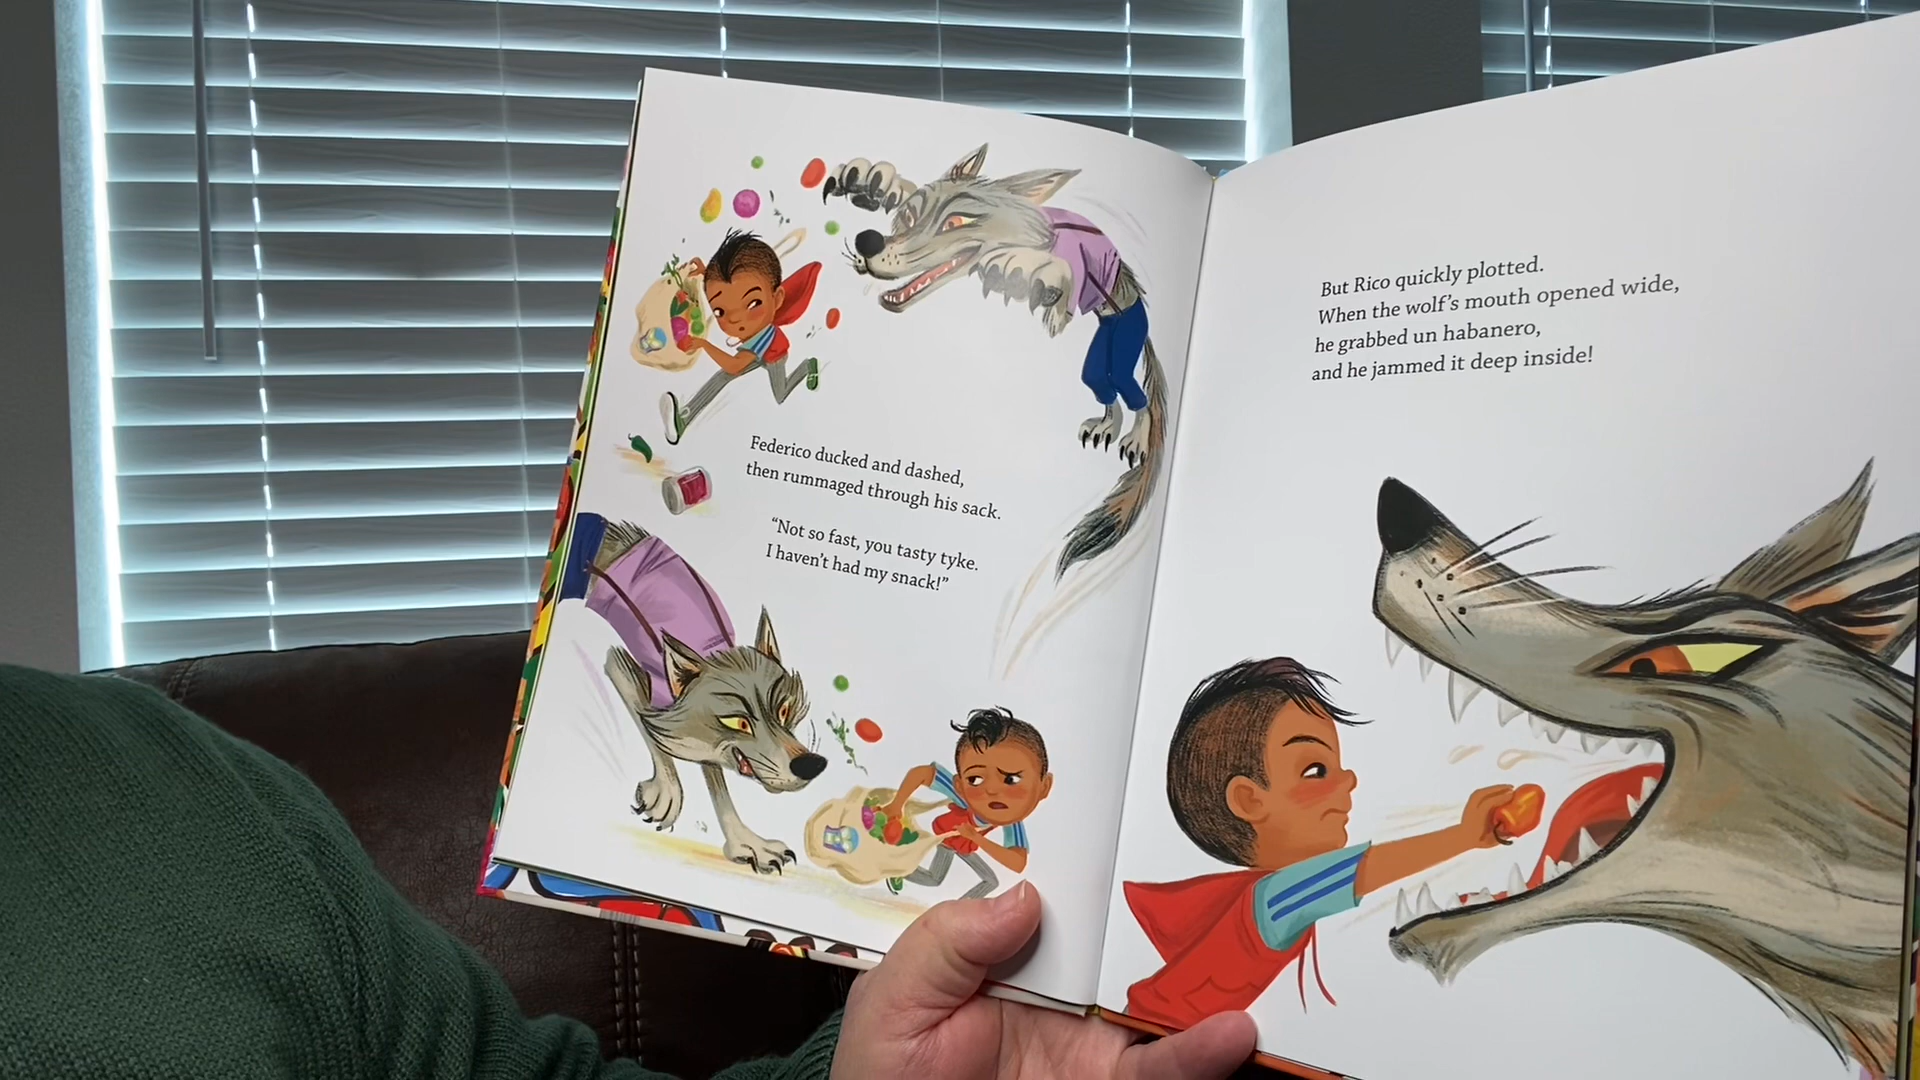 Federico ducked and dashed,
then rummaged through his sack.
“Not so fast, you tasty tyke.
I haven’t had my snack!”
But Rico quickly plotted.
When the wolf’s mouth opened wide,
he grabbed un habanero,
and he jammed it deep inside!